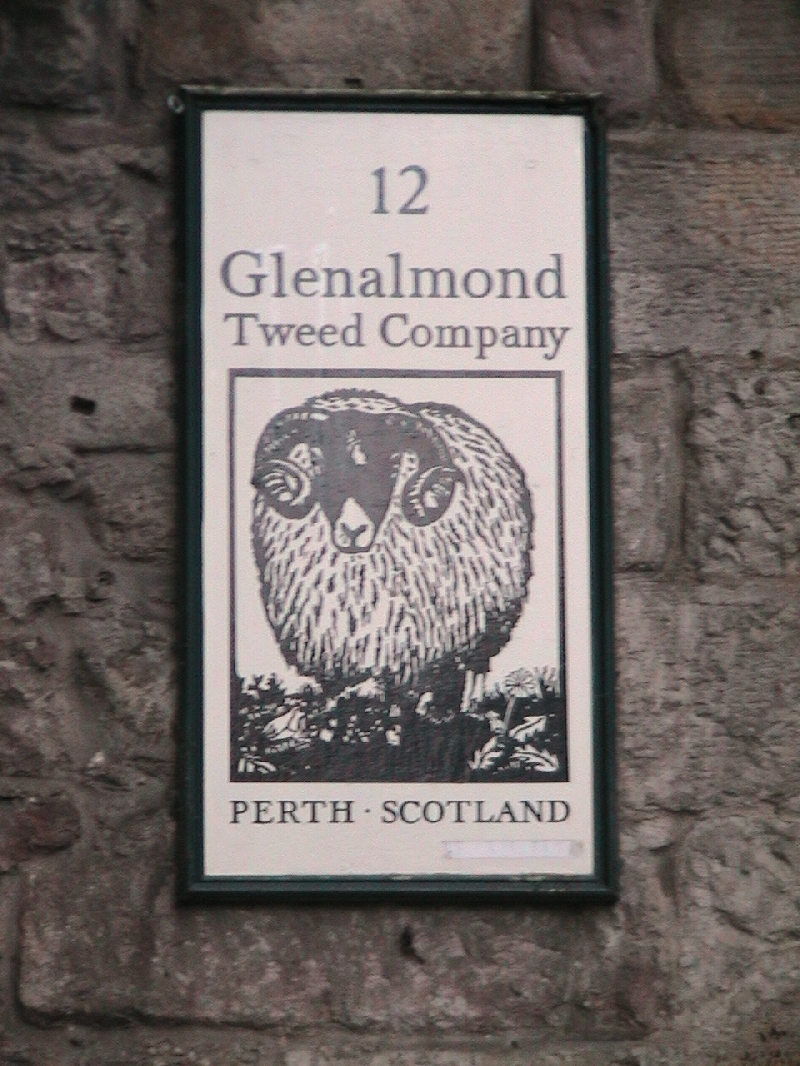 12
Glenalmond
Tweed Company
PERTH · SCOTLAND